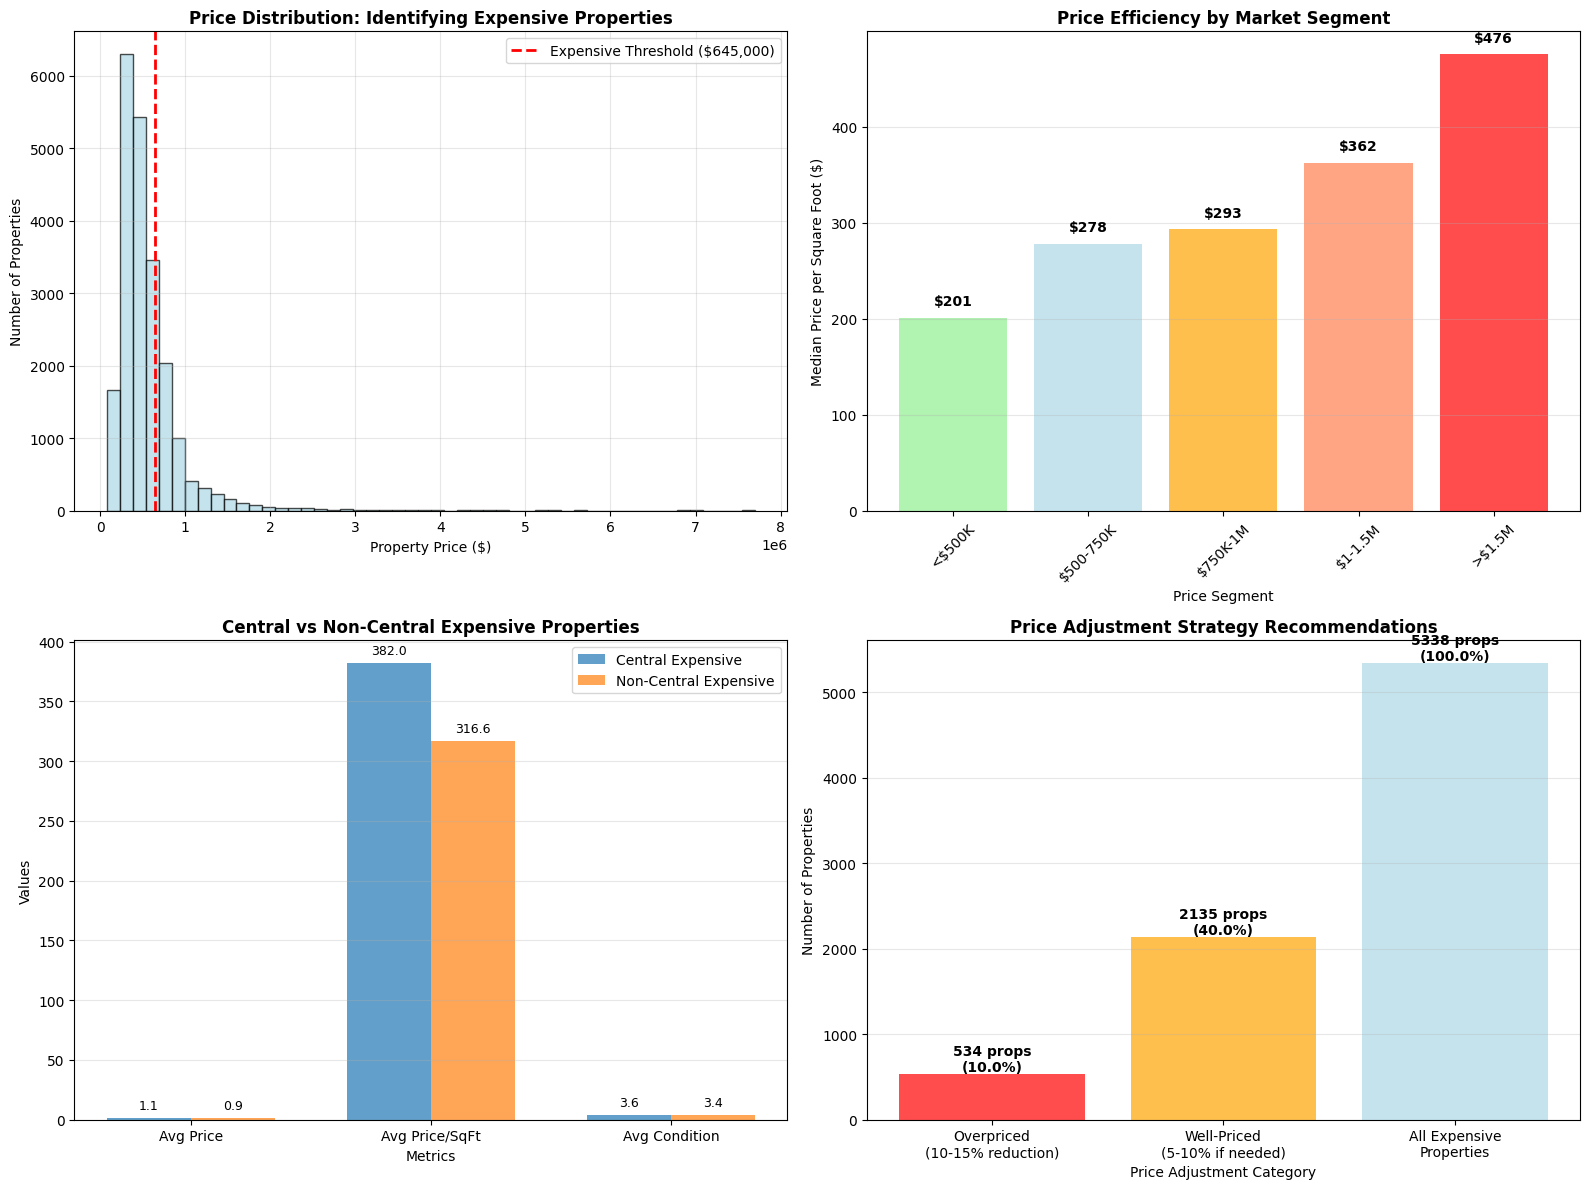 Price Distribution: Identifying Expensive Properties
Expensive Threshold ($645,000)
Number of Properties
6000
5000
4000
3000
2000
1000
0
0 1 2 3 4 5 6 7 8
1e6
Property Price ($)
Price Efficiency by Market Segment
Median Price per Square Foot ($)
400
300
200
100
0
$201
$278
$293
$362
$476
<$500K
$500-750K
$750K-1M
$1-1.5M
>$1.5M
Price Segment
Central vs Non-Central Expensive Properties
Central Expensive
Non-Central Expensive
Values
400
350
300
250
200
150
100
50
0
1.1
0.9
382.0
316.6
3.6
3.4
Avg Price
Avg Price/SqFt
Avg Condition
Metrics
Price Adjustment Strategy Recommendations
Number of Properties
5000
4000
3000
2000
1000
0
534 props
(10.0%)
2135 props
(40.0%)
5338 props
(100.0%)
Overpriced
(10-15% reduction)
Well-Priced
(5-10% if needed)
All Expensive
Properties
Price Adjustment Category